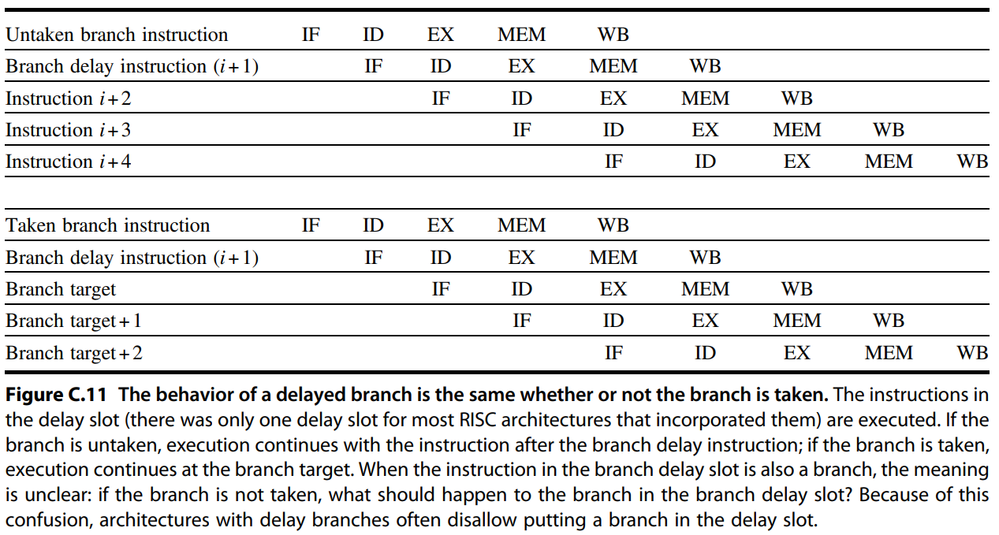 Untaken branch instruction IF ID EX MEM WB
Branch delay instruction (i+1) IF ID EX MEM WB
Instruction i+2 IF ID EX MEM WB
Instruction i+3 IF ID EX MEM WB
Instruction i+4 IF ID EX MEM WB
Taken branch instruction IF ID EX MEM WB
Branch delay instruction (i+1) IF ID EX MEM WB
Branch target IF ID EX MEM WB
Branch target+1 IF ID EX MEM WB
Branch target+2 IF ID EX MEM WB
Figure C.11 The behavior of a delayed branch is the same whether or not the branch is taken. The instructions in
the delay slot (there was only one delay slot for most RISC architectures that incorporated them) are executed. If the
branch is untaken, execution continues with the instruction after the branch delay instruction; if the branch is taken,
execution continues at the branch target. When the instruction in the branch delay slot is also a branch, the meaning
is unclear: if the branch is not taken, what should happen to the branch in the branch delay slot? Because of this
confusion, architectures with delay branches often disallow putting a branch in the delay slot.